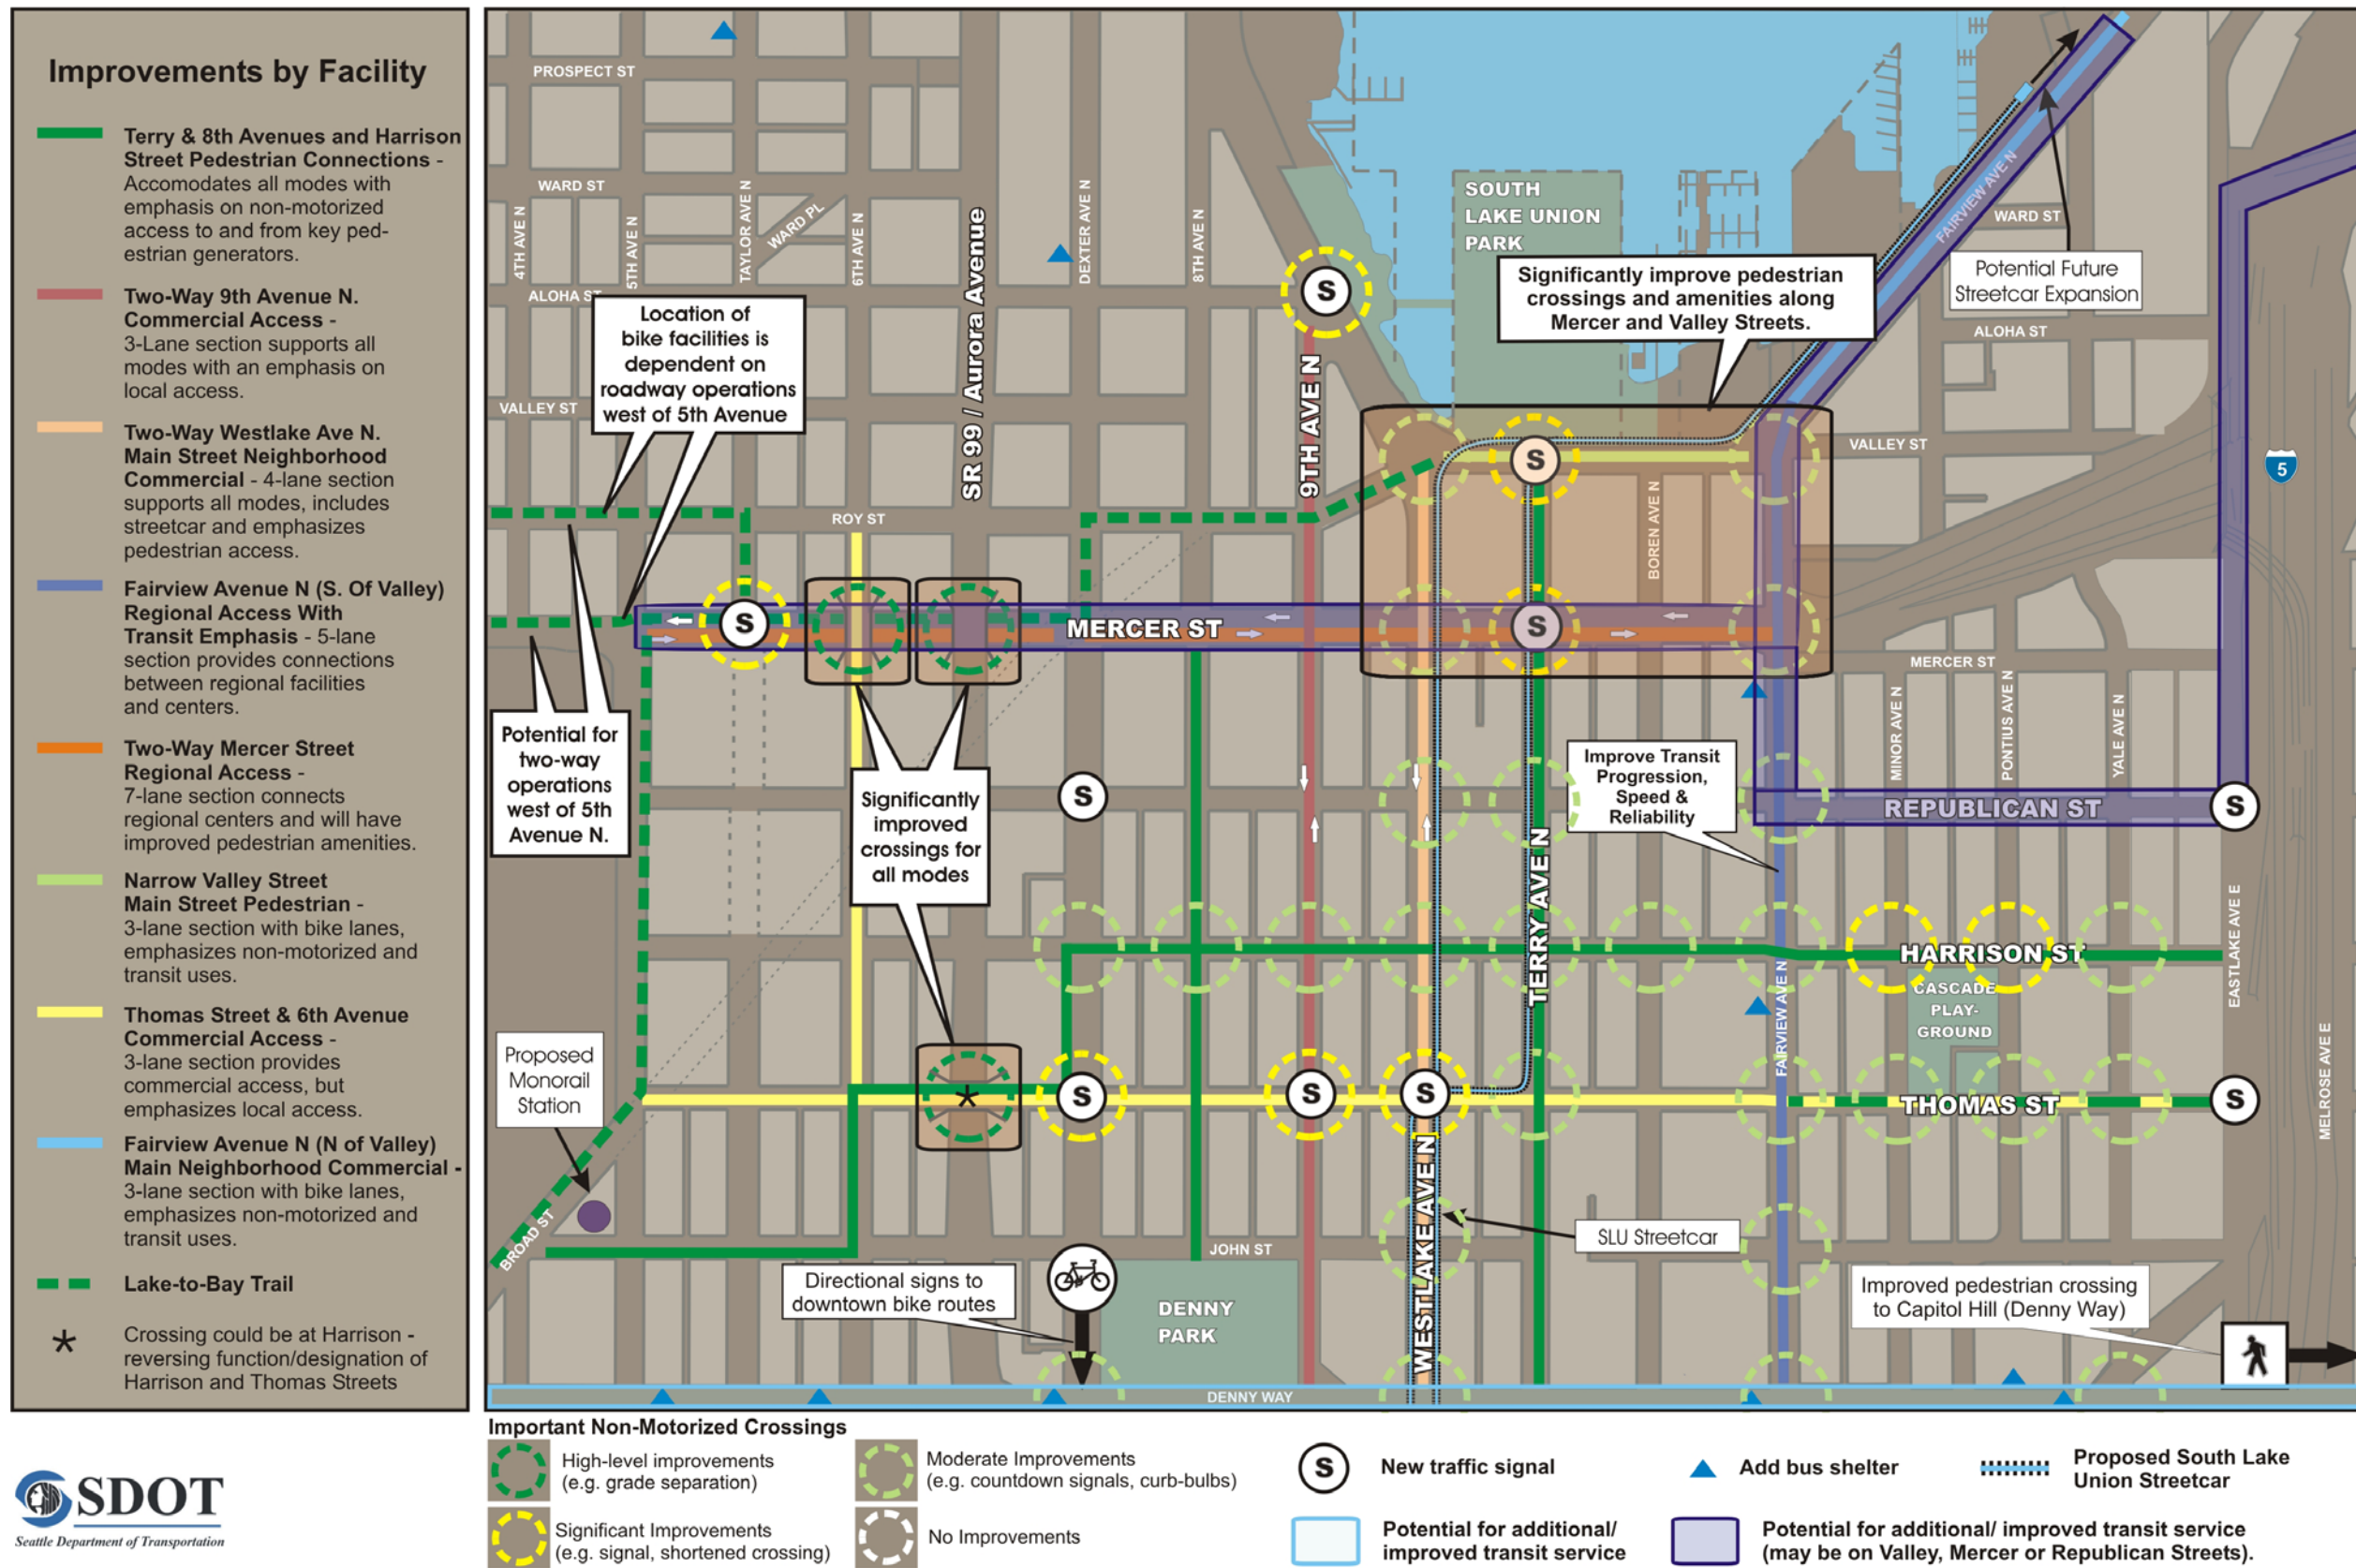 Improvements by Facility
Terry & 8th Avenues and Harrison
Street Pedestrian Connections -
Accomodates all modes with
emphasis on non-motorized
access to and from key ped-
estrian generators.
Two-Way 9th Avenue N.
Commercial Access -
3-Lane section supports all
modes with an emphasis on
local access.
Two-Way Westlake Ave N.
Main Street Neighborhood
Commercial - 4-lane section
supports all modes, includes
streetcar and emphasizes
pedestrian access.
Fairview Avenue N (S. Of Valley)
Regional Access With
Transit Emphasis - 5-lane
section provides connections
between regional facilities
and centers.
Two-Way Mercer Street
Regional Access -
7-lane section connects
regional centers and will have
improved pedestrian amenities.
Narrow Valley Street
Main Street Pedestrian -
3-lane section with bike lanes,
emphasizes non-motorized and
transit uses.
Thomas Street & 6th Avenue
Commercial Access -
3-lane section provides
commercial access, but
emphasizes local access.
Fairview Avenue N (N of Valley)
Main Neighborhood Commercial -
3-lane section with bike lanes,
emphasizes non-motorized and
transit uses.
Lake-to-Bay Trail
* Crossing could be at Harrison -
reversing function/designation of
Harrison and Thomas Streets
SDOT
Seattle Department of Transportation
PROSPECT ST
WARD ST
WARD PL
4TH AVE N
5TH AVE N
TAYLOR AVE N
6TH AVE N
SR 99 / Aurora Avenue
DEXTER AVE N
8TH AVE N
ALOHA ST
Location of
bike facilities is
dependent on
roadway operations
west of 5th Avenue
VALLEY ST
9TH AVE N
S
SOUTH
LAKE UNION
PARK
Significantly improve pedestrian
crossings and amenities along
Mercer and Valley Streets.
FAIRVIEW AVE N
WARD ST
Potential Future
Streetcar Expansion
ALOHA ST
VALLEY ST
5
S
BOREN AVE N
ROY ST
S
MERCER ST
S
MERCER ST
MINOR AVE N
PONTIUS AVE N
YALE AVE N
Potential for
two-way
operations
west of 5th
Avenue N.
Significantly
improved
crossings for
all modes
S
Improve Transit
Progression,
Speed &
Reliability
REPUBLICAN ST
S
TERRY AVE N
HARRISON ST
EASTLAKE AVE E
CASCADE
PLAY-
GROUND
FAIRVIEW AVE N
MELROSE AVE E
Proposed
Monorail
Station
*
S
S
S
THOMAS ST
S
BROAD ST
WESTLAKE AVE N
SLU Streetcar
JOHN ST
Directional signs to
downtown bike routes
DENNY
PARK
Improved pedestrian crossing
to Capitol Hill (Denny Way)
DENNY WAY
Important Non-Motorized Crossings
High-level improvements
(e.g. grade separation)
Moderate Improvements
(e.g. countdown signals, curb-bulbs)
Significant Improvements
(e.g. signal, shortened crossing)
No Improvements
S New traffic signal
Add bus shelter
Proposed South Lake
Union Streetcar
Potential for additional/
improved transit service
Potential for additional/ improved transit service
(may be on Valley, Mercer or Republican Streets).